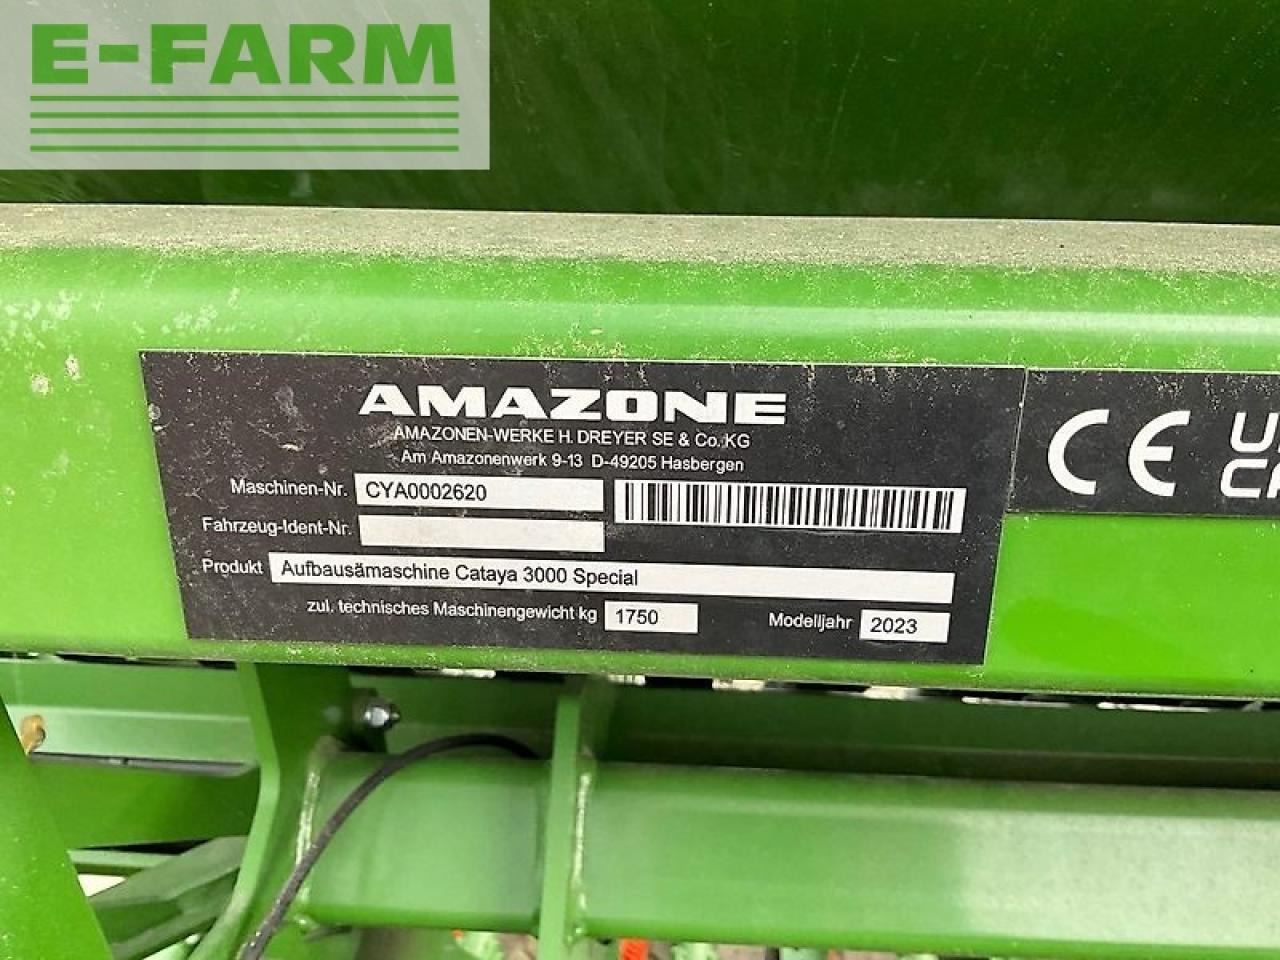 E-FARM
AMAZONE
AMAZONEN-WERKE H. DREYER SE & Co. KG
Am Amazonenwerk 9-13 D-49205 Hasbergen
Maschinen-Nr. CYA0002620
Fahrzeug-Ident-Nr.
Produkt Aufbausämaschine Cataya 3000 Special
zul. technisches Maschinengewicht kg 1750 Modelljahr 2023
CE